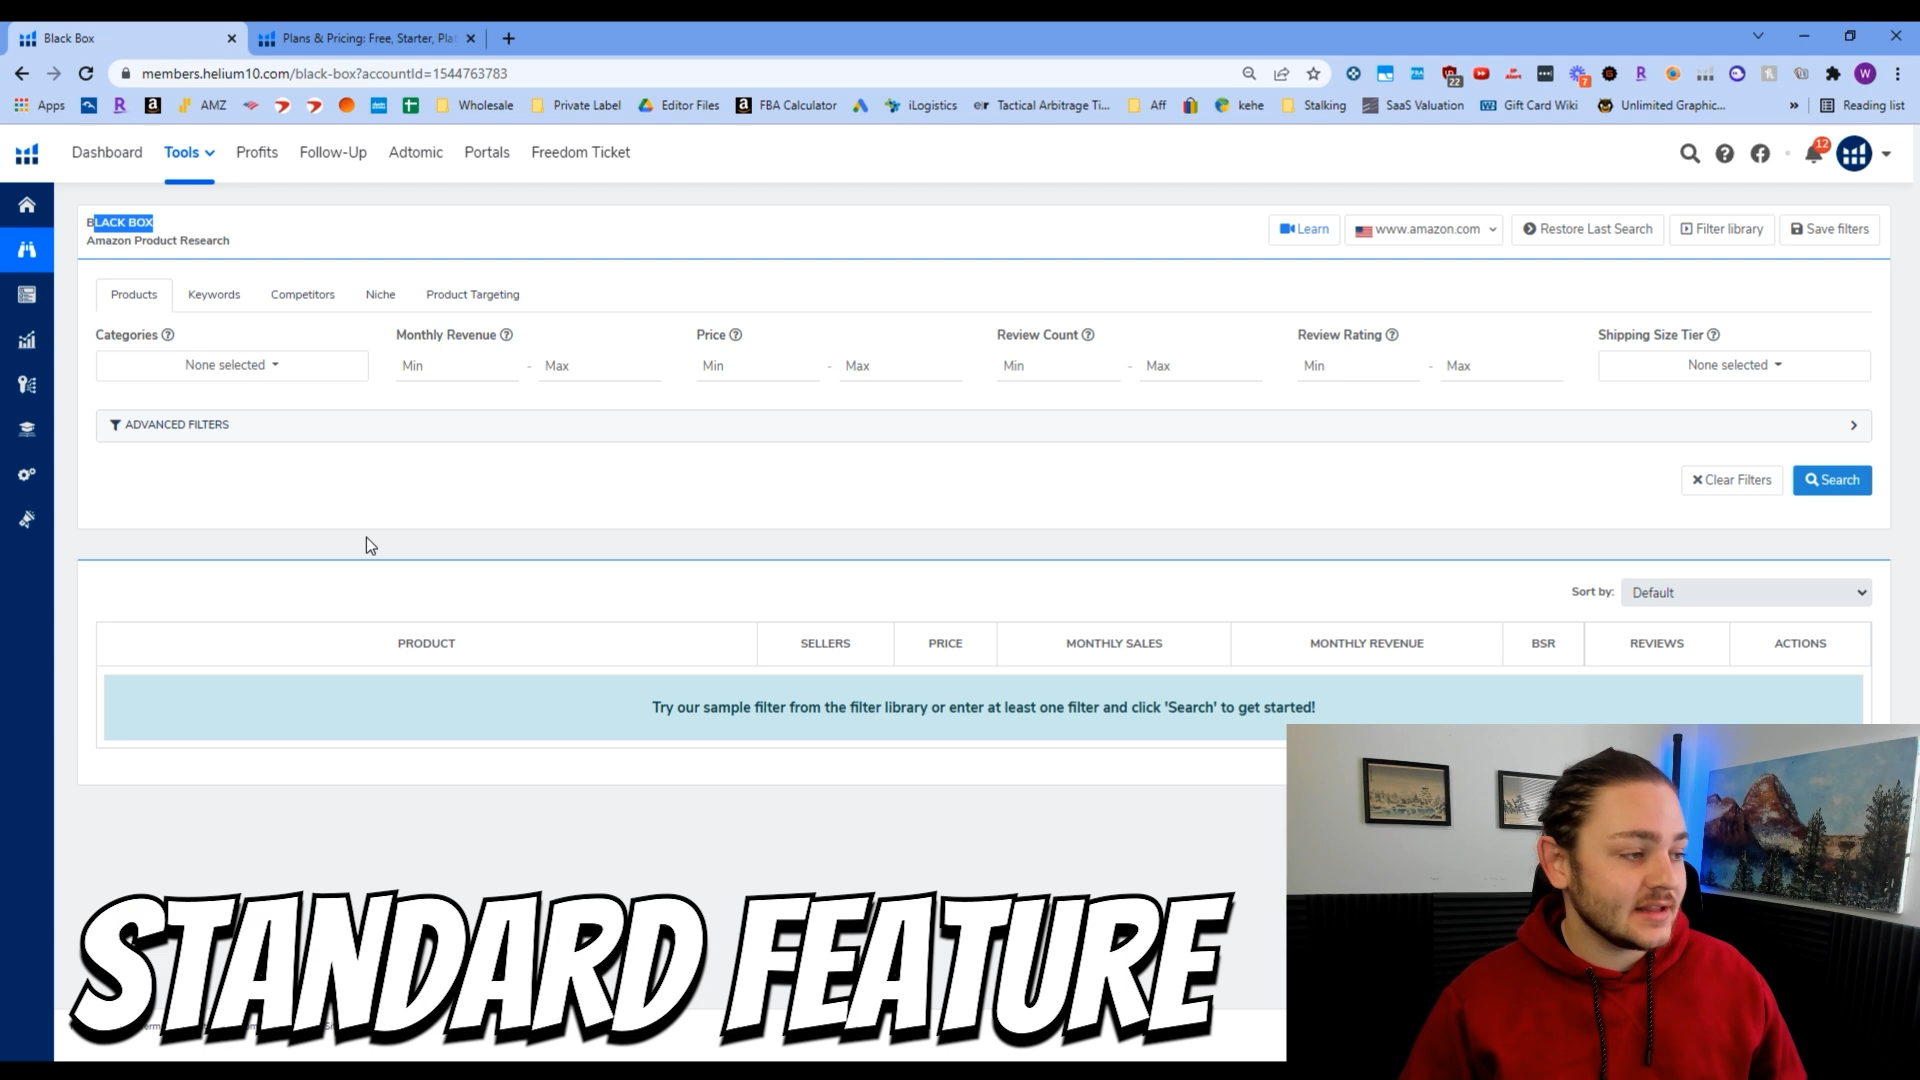 Black Box
Plans & Pricing: Free, Starter, Plat
members.helium10.com/black-box?accountId=1544763783
22
7
W
Apps
AMZ
Wholesale
Private Label
Editor Files
FBA Calculator
iLogistics
Tactical Arbitrage Ti...
Aff
kehe
Stalking
SaaS Valuation
Gift Card Wiki
Unlimited Graphic...
»
Reading list
Dashboard
Tools
Profits
Follow-Up
Adtomic
Portals
Freedom Ticket
12
BLACK BOX
Amazon Product Research
Learn
www.amazon.com
Restore Last Search
Filter library
Save filters
Products
Keywords
Competitors
Niche
Product Targeting
Categories
Monthly Revenue
Price
Review Count
Review Rating
Shipping Size Tier
None selected
Min - Max
Min - Max
Min - Max
Min - Max
None selected
ADVANCED FILTERS
Clear Filters
Search
Sort by: Default
PRODUCT
SELLERS
PRICE
MONTHLY SALES
MONTHLY REVENUE
BSR
REVIEWS
ACTIONS
Try our sample filter from the filter library or enter at least one filter and click 'Search' to get started!
STANDARD FEATURE